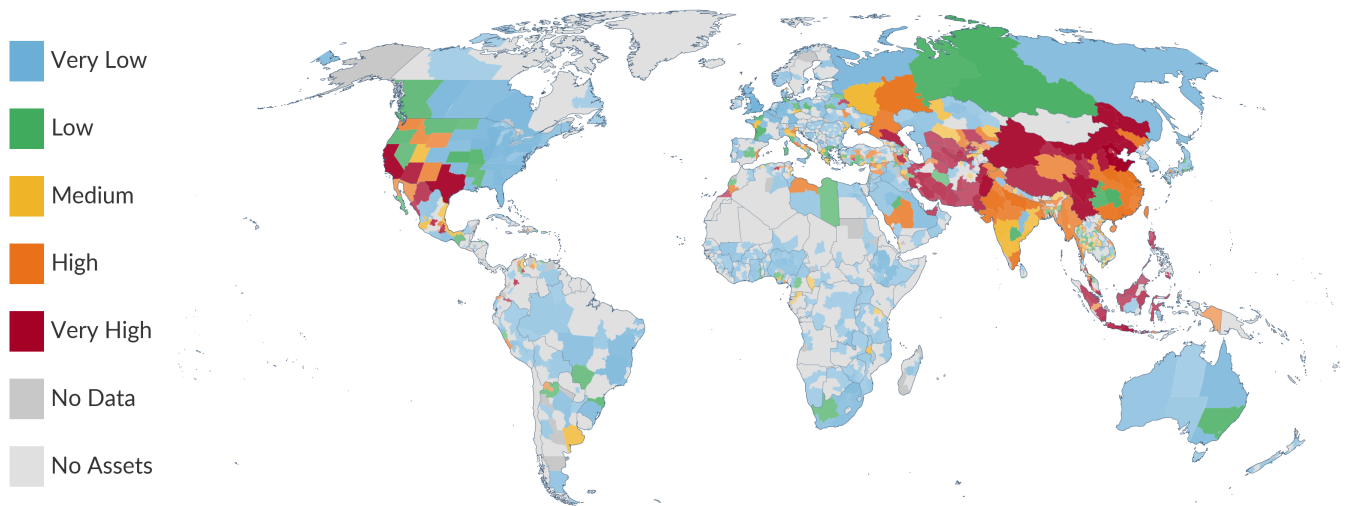 Very Low
Low
Medium
High
Very High
No Data
No Assets